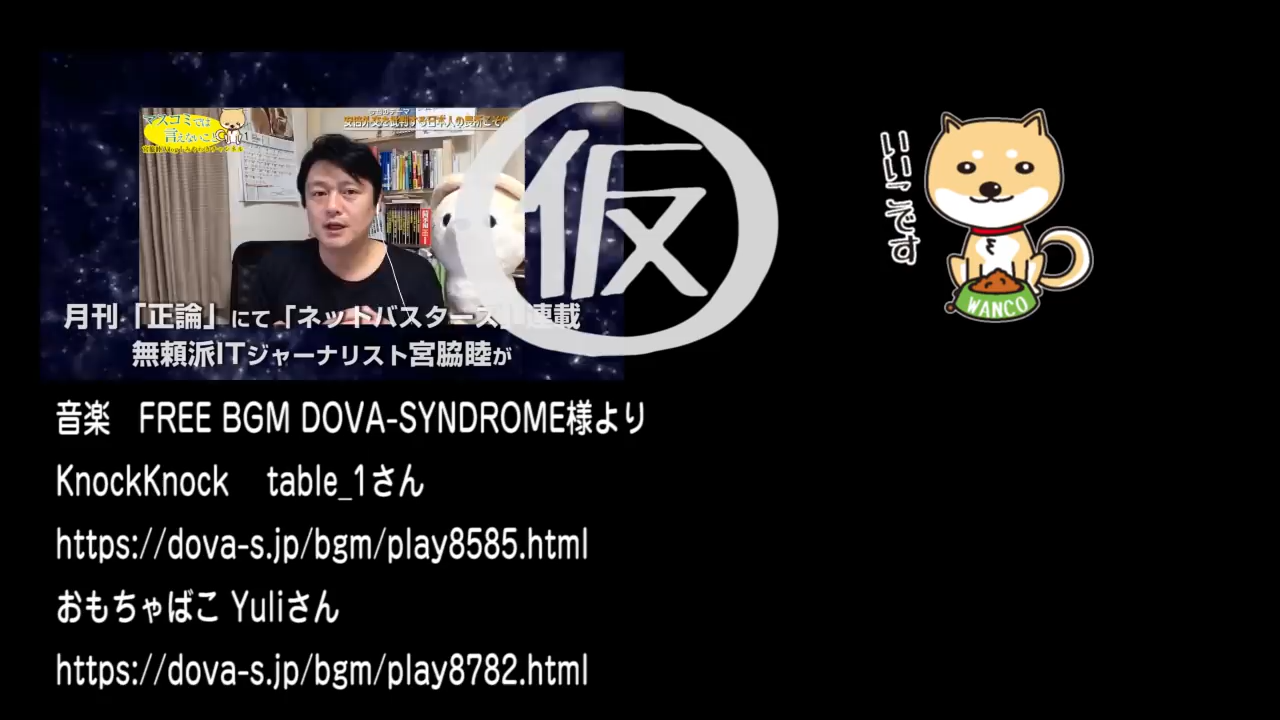 マスコミでは
言えないこと
仮
いいこです
WANCO
月刊「正論」にて「ネットバスターズ」連載
無頼派ITジャーナリスト宮脇睦が
音楽　FREE BGM DOVA-SYNDROME様より
KnockKnock　table_1さん
https://dova-s.jp/bgm/play8585.html
おもちゃばこ Yuliさん
https://dova-s.jp/bgm/play8782.html